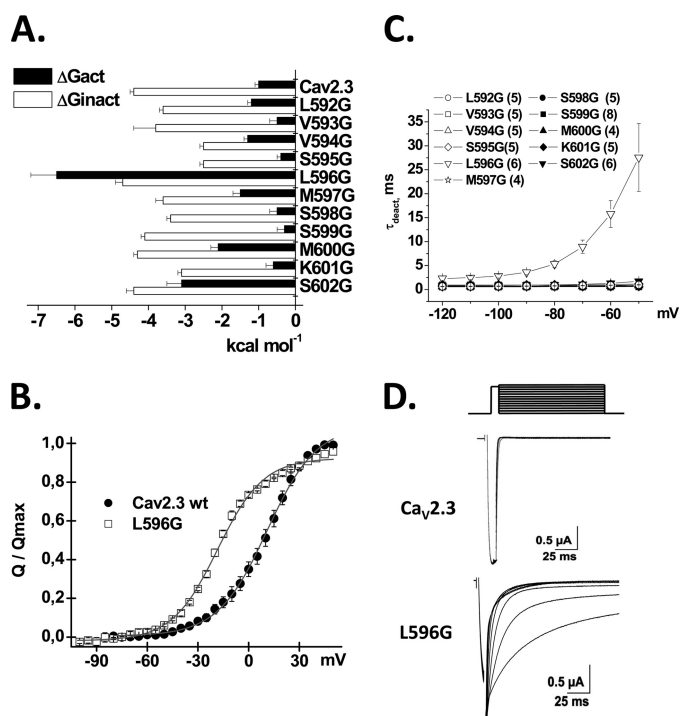 A.
ΔGact
ΔGinact
Cav2.3
L592G
V593G
V594G
S595G
L596G
M597G
S598G
S599G
M600G
K601G
S602G
-7 -6 -5 -4 -3 -2 -1 0
kcal mol-1
B.
1,0
0,8
0,6
0,4
0,2
0,0
Q / Qmax
Cav2.3 wt
L596G
-90 -60 -30 0 30 mV
C.
L592G (5) S598G (5)
V593G (5) S599G (8)
V594G (5) M600G (4)
S595G(5) K601G (5)
L596G (6) S602G (6)
M597G (4)
35
30
25
20
15
10
5
0
τdeact, ms
-120 -100 -80 -60 mV
D.
CaV2.3
0.5 µA
25 ms
L596G
0.5 µA
25 ms